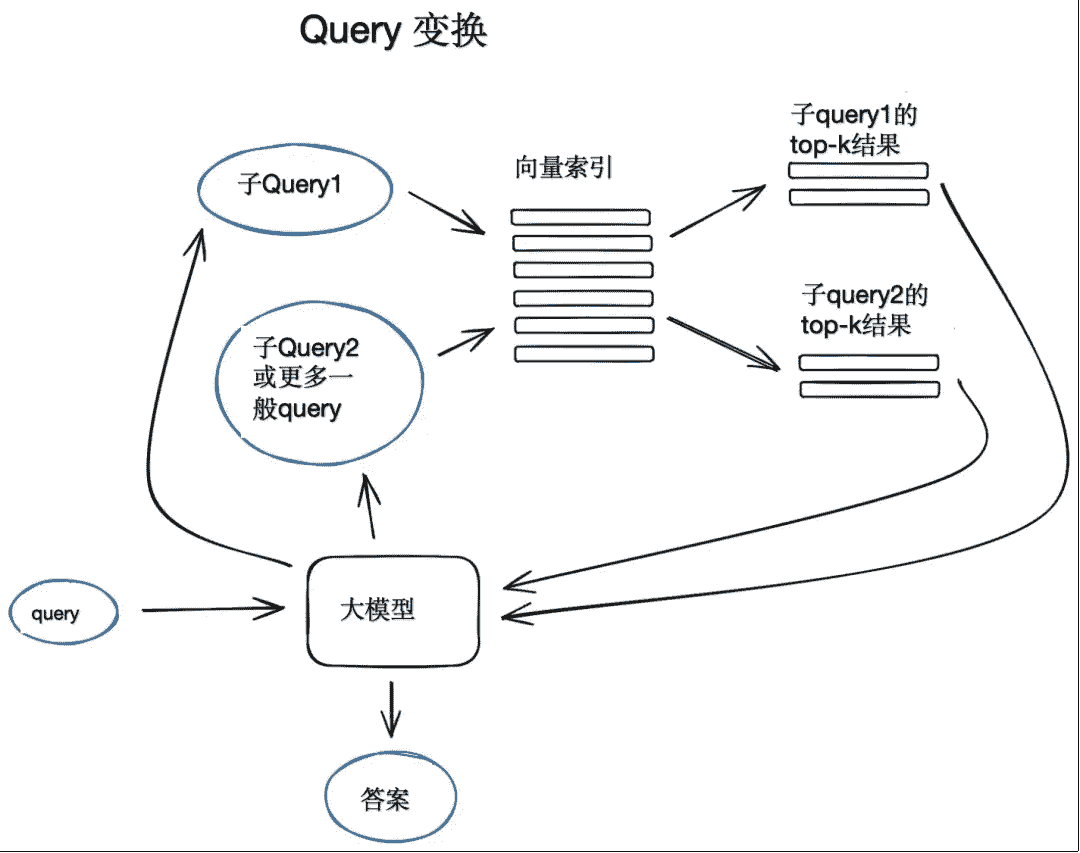 Query 变换
子query1的
top-k结果
向量索引
子Query1
子query2的
top-k结果
子Query2
或更多一
般query
query
大模型
答案